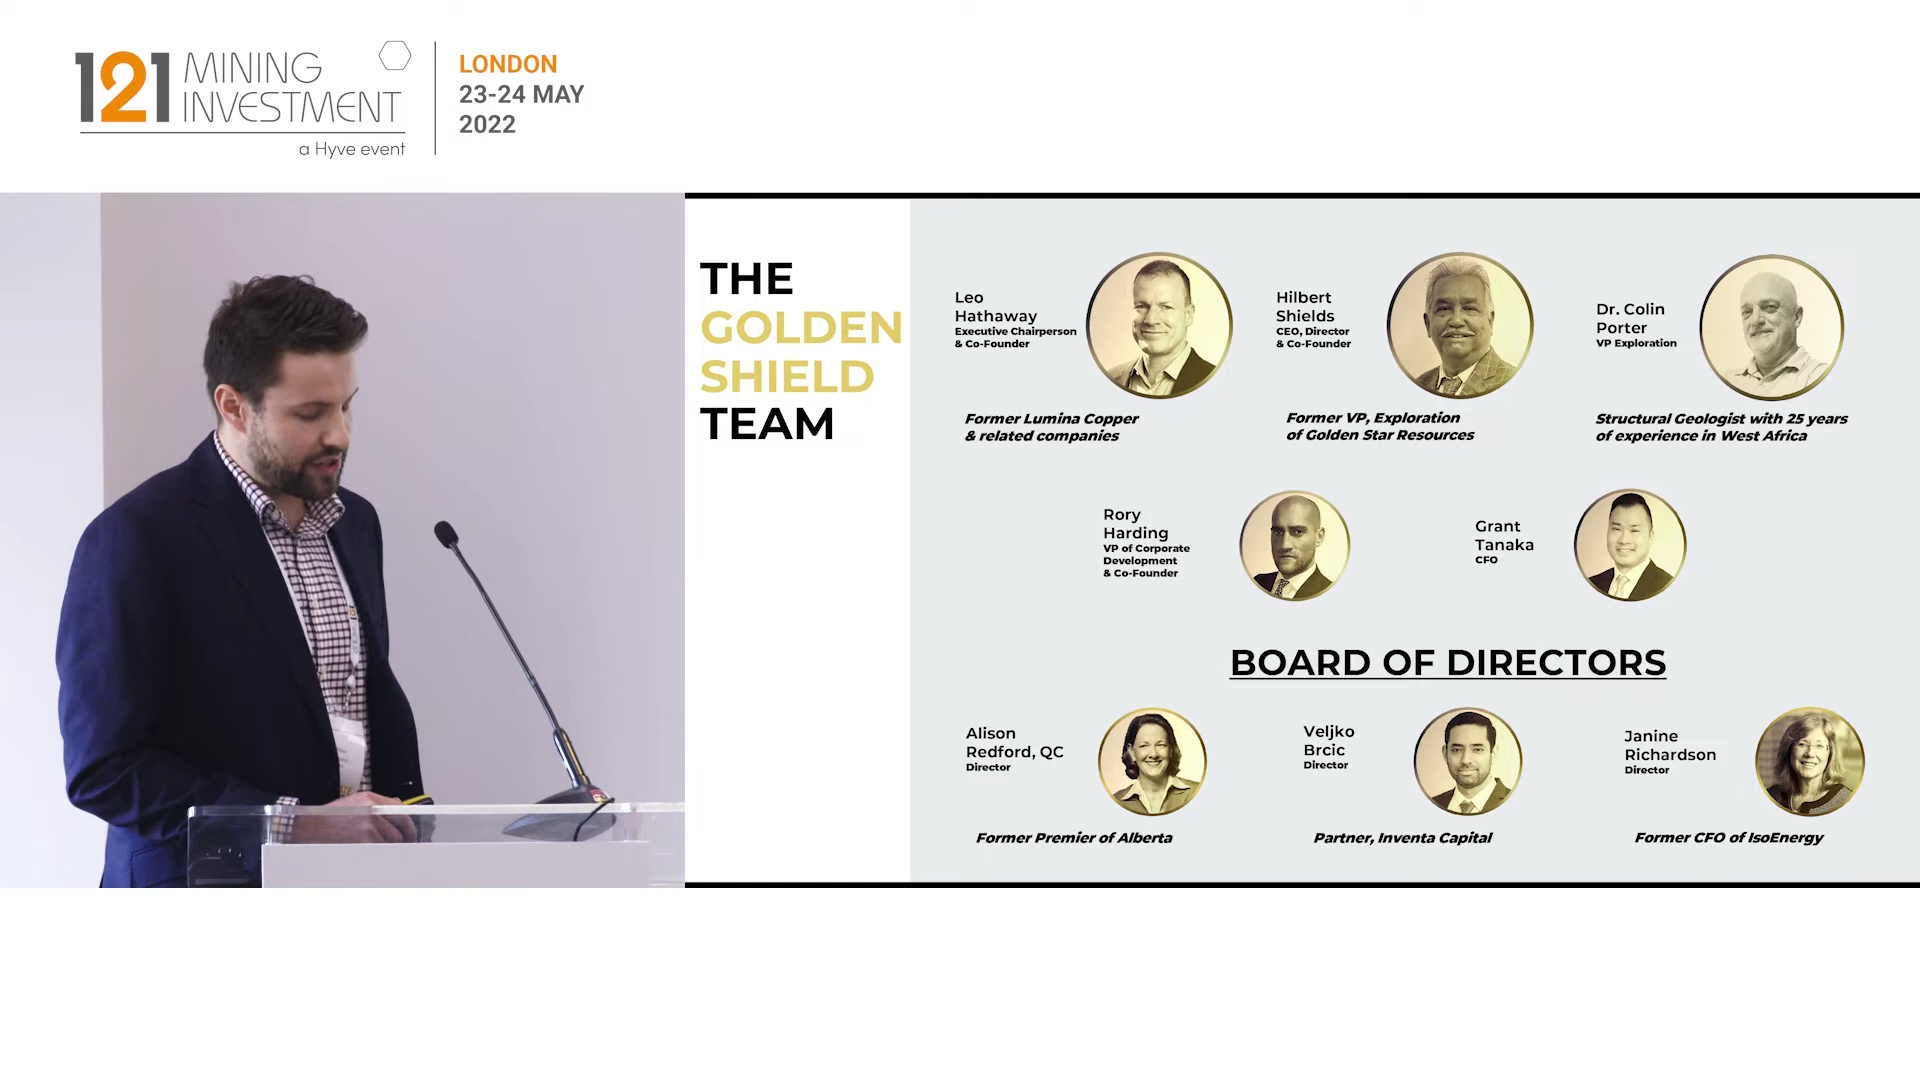 121 MINING
INVESTMENT
a Hyve event
LONDON
23-24 MAY
2022
THE
GOLDEN
SHIELD
TEAM
Leo
Hathaway
Executive Chairperson
& Co-Founder
Former Lumina Copper
& related companies
Hilbert
Shields
CEO, Director
& Co-Founder
Former VP, Exploration
of Golden Star Resources
Dr. Colin
Porter
VP Exploration
Structural Geologist with 25 years
of experience in West Africa
Rory
Harding
VP of Corporate
Development
& Co-Founder
Grant
Tanaka
CFO
BOARD OF DIRECTORS
Alison
Redford, QC
Director
Former Premier of Alberta
Veljko
Brcic
Director
Partner, Inventa Capital
Janine
Richardson
Director
Former CFO of IsoEnergy